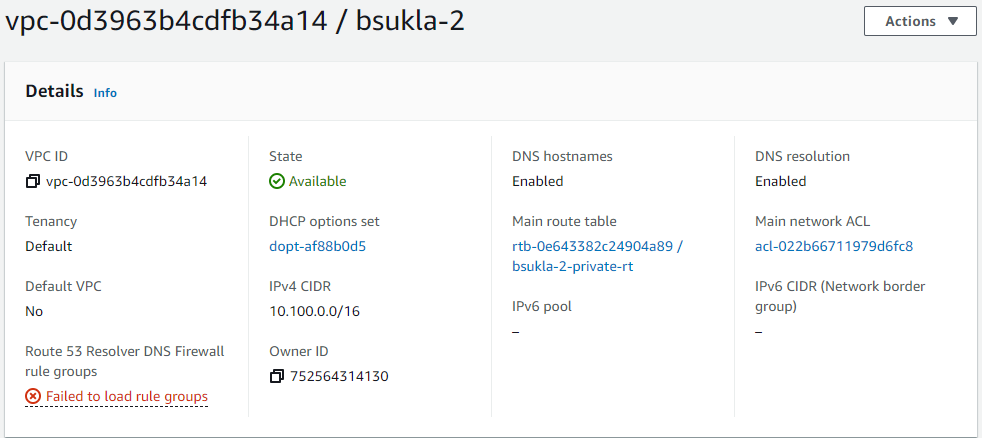 vpc-0d3963b4cdfb34a14 / bsukla-2
Actions
Details Info
VPC ID
vpc-0d3963b4cdfb34a14
Tenancy
Default
Default VPC
No
Route 53 Resolver DNS Firewall
rule groups
Failed to load rule groups
State
Available
DHCP options set
dopt-af88b0d5
IPv4 CIDR
10.100.0.0/16
Owner ID
752564314130
DNS hostnames
Enabled
Main route table
rtb-0e643382c24904a89 /
bsukla-2-private-rt
IPv6 pool
–
DNS resolution
Enabled
Main network ACL
acl-022b66711979d6fc8
IPv6 CIDR (Network border
group)
–